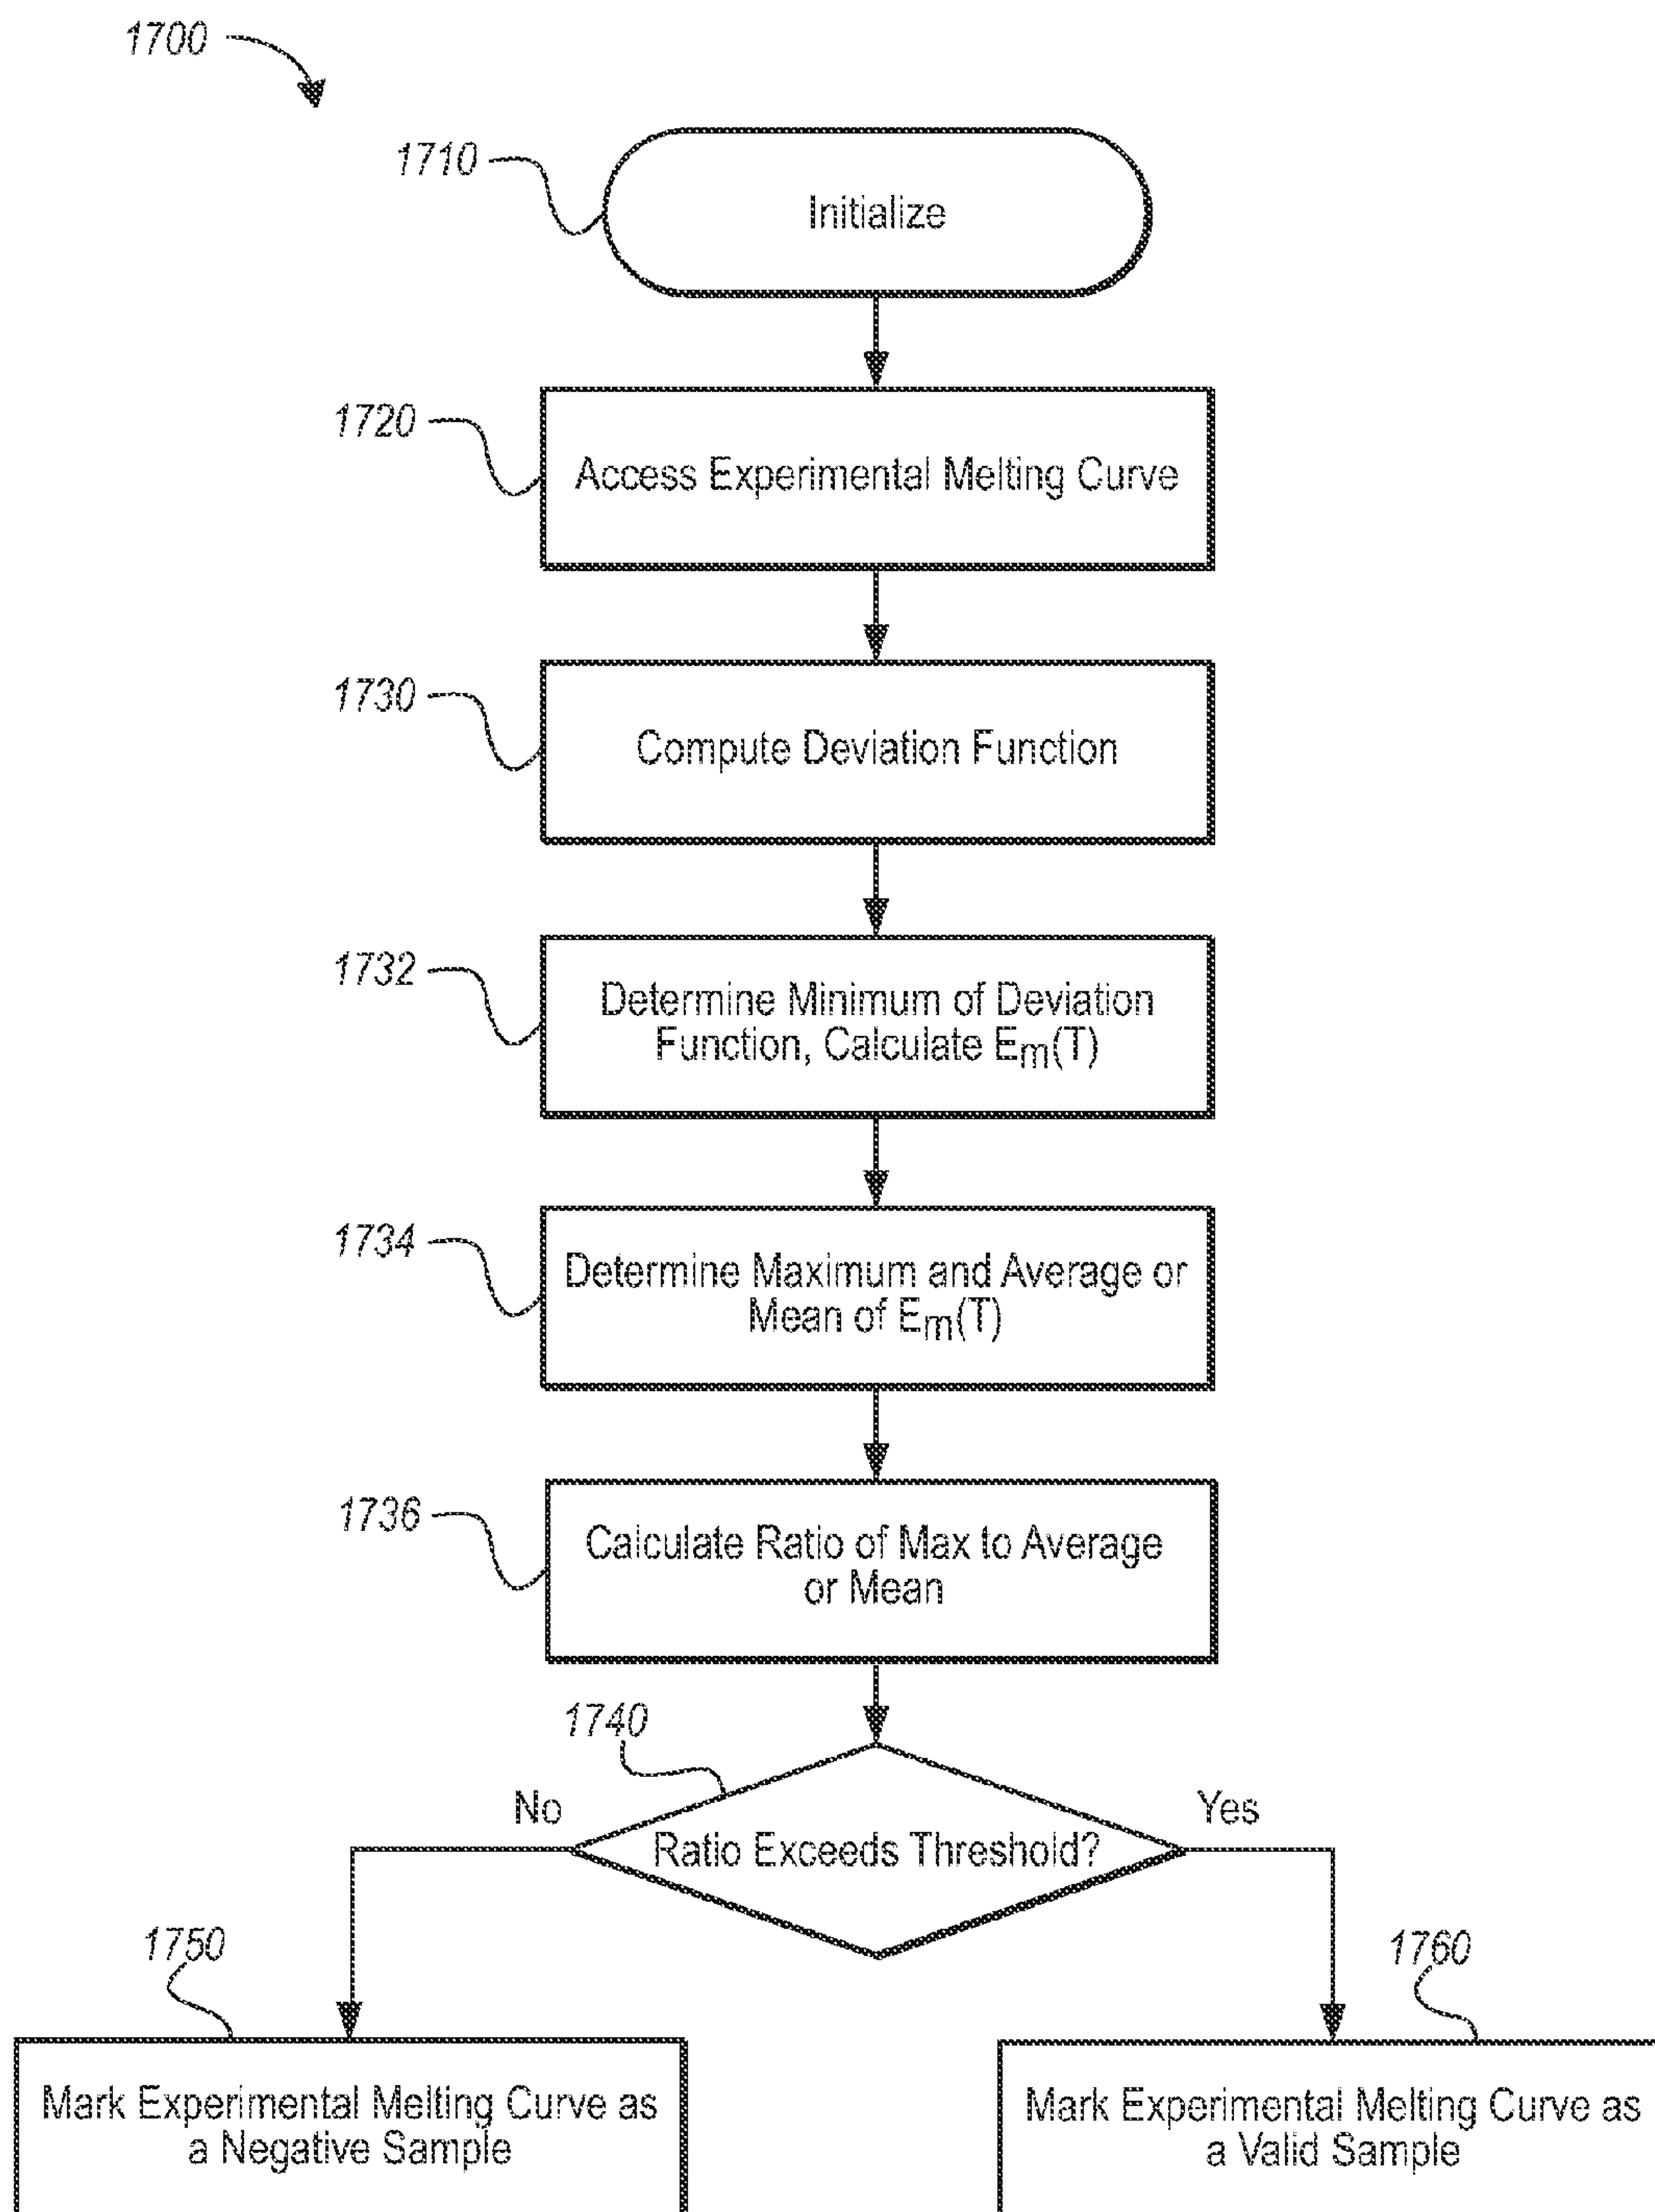 1700
1710
Initialize
1720
Access Experimental Melting Curve
1730
Compute Deviation Function
1732
Determine Minimum of Deviation
Function, Calculate Em(T)
1734
Determine Maximum and Average or
Mean of Em(T)
1736
Calculate Ratio of Max to Average
or Mean
1740
No
Yes
Ratio Exceeds Threshold?
1750
1760
Mark Experimental Melting Curve as
a Negative Sample
Mark Experimental Melting Curve as
a Valid Sample